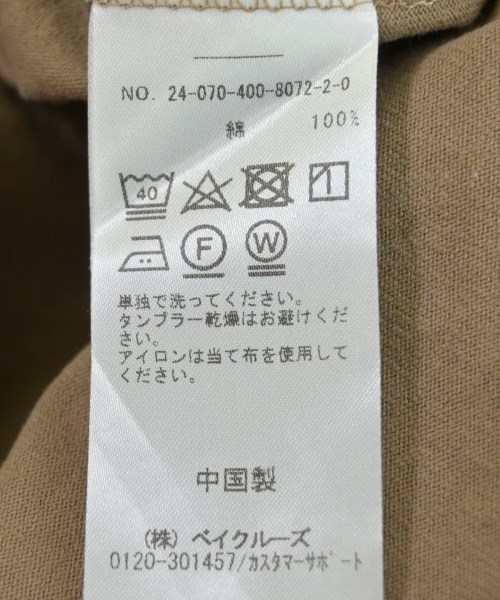 NO. 24-070-400-8072-2-0
綿 100%
40
F W
単独で洗ってください。
タンブラー乾燥はお避けくだ
さい。
アイロンは当て布を使用して
ください。
中国製
(株) ベイクルーズ
0120-301457/カスタマーサポート